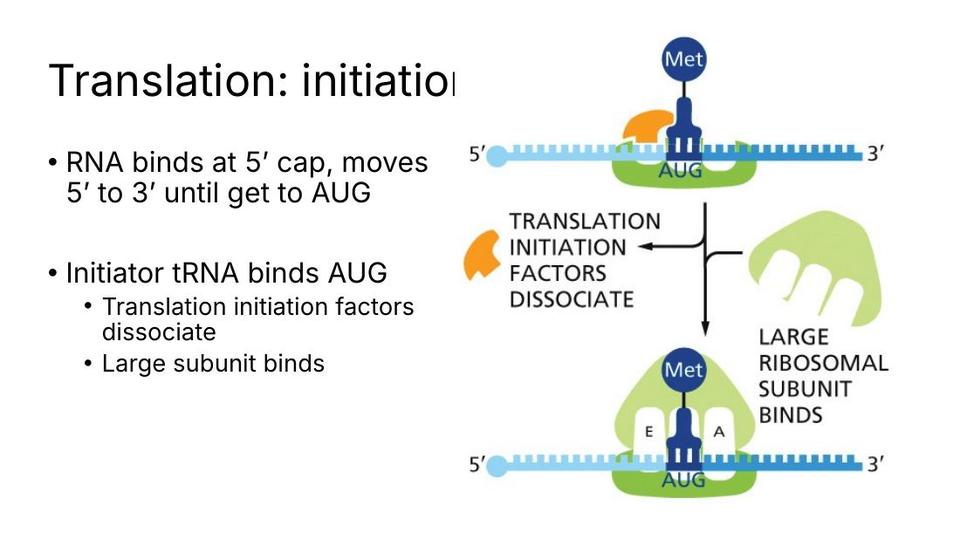 Translation: initiation
• RNA binds at 5′ cap, moves
5′ to 3′ until get to AUG
• Initiator tRNA binds AUG
• Translation initiation factors
dissociate
• Large subunit binds
Met
5′
3′
AUG
TRANSLATION
INITIATION
FACTORS
DISSOCIATE
LARGE
RIBOSOMAL
SUBUNIT
BINDS
Met
E
A
5′
3′
AUG